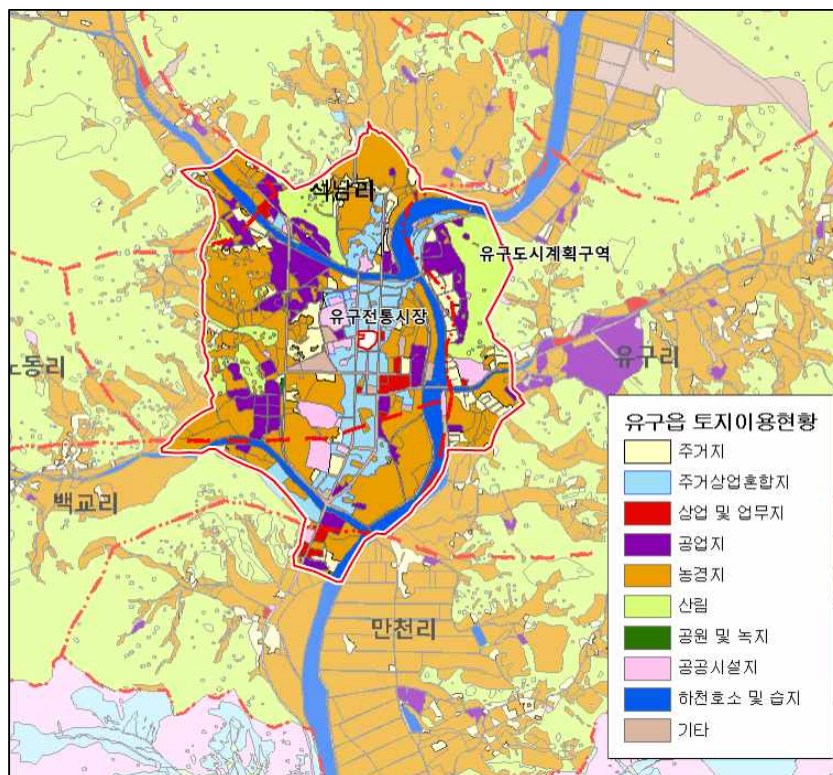 석남리
유구도시계획구역
유구전통시장
유구리
노동리
백교리
만천리
유구읍 토지이용현황
주거지
주거상업혼합지
상업 및 업무지
공업지
농경지
산림
공원 및 녹지
공공시설지
하천호소 및 습지
기타